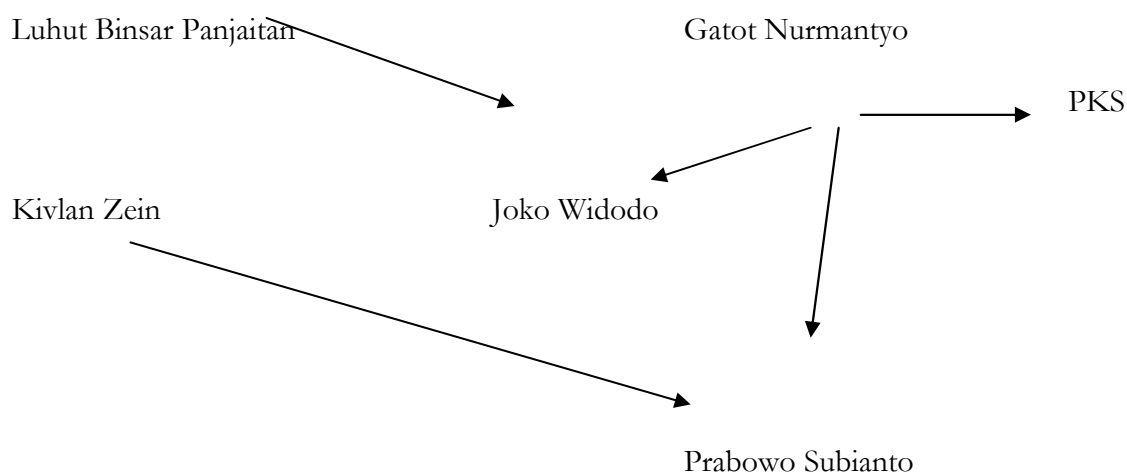 Luhut Binsar Panjaitan
Gatot Nurmantyo
PKS
Kivlan Zein
Joko Widodo
Prabowo Subianto